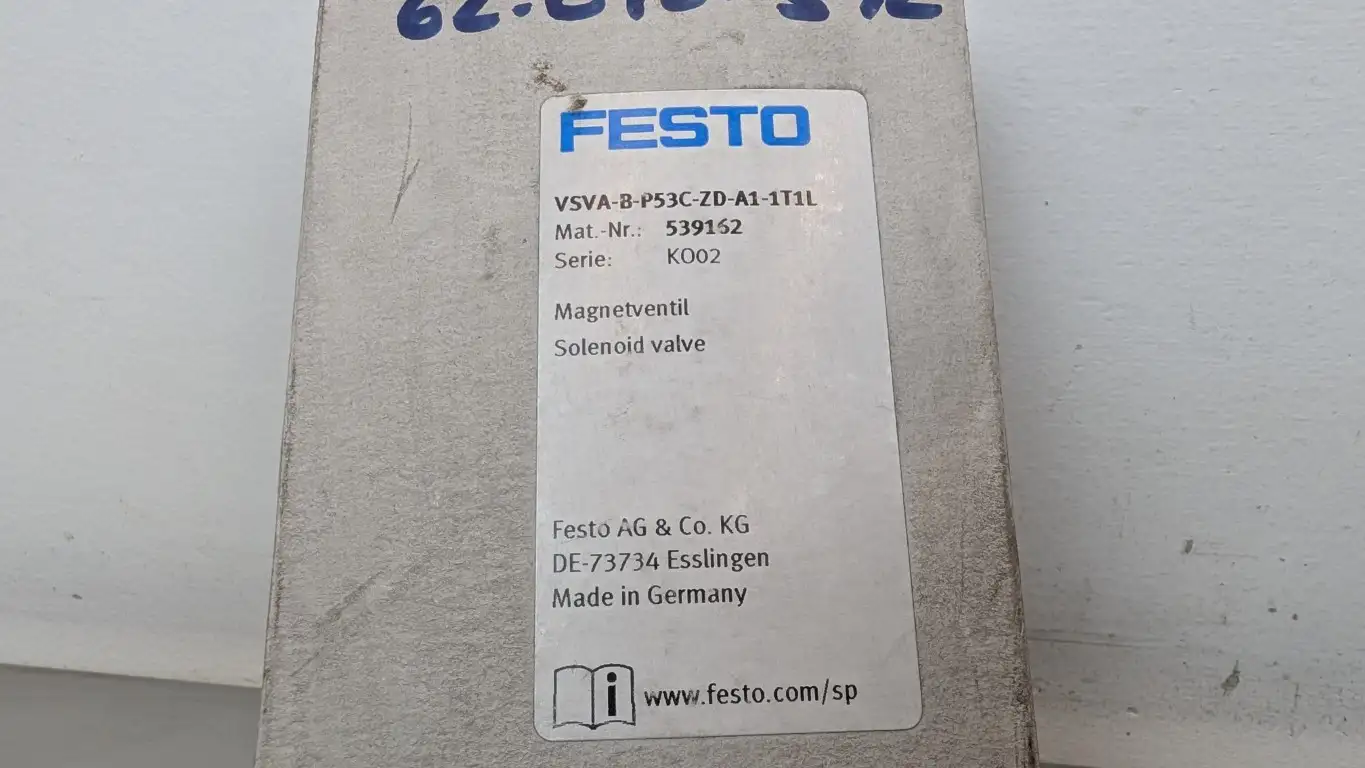 FESTO
VSVA-B-P53C-ZD-A1-1T1L
Mat.-Nr.: 539162
Serie: KO02
Magnetventil
Solenoid valve
Festo AG & Co. KG
DE-73734 Esslingen
Made in Germany
i www.festo.com/sp